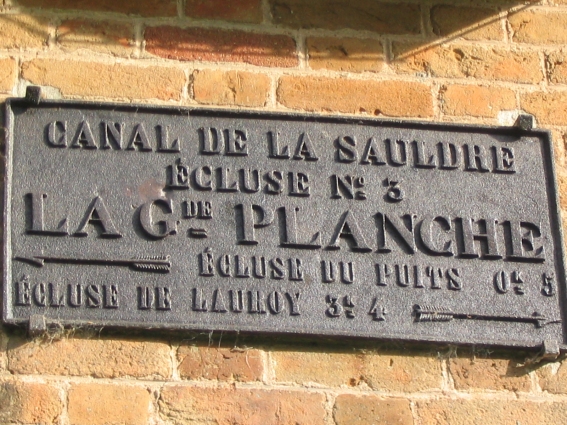 CANAL DE LA SAULDRE
ÉCLUSE No. 3
LA GDE PLANCHE
ÉCLUSE DU PUITS 0K 5
ÉCLUSE DE LAUROY 3K 4